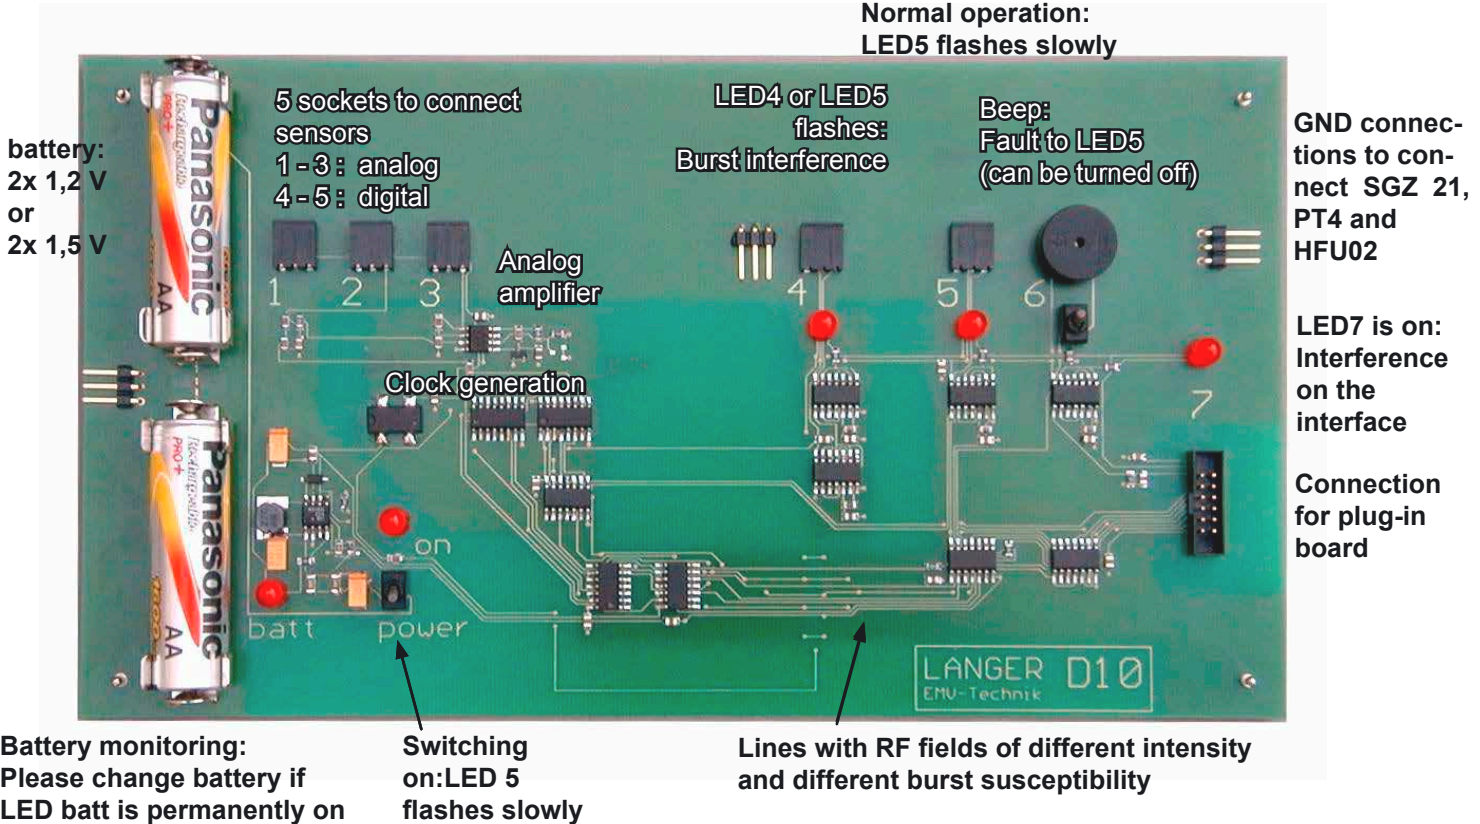 Normal operation:
LED5 flashes slowly
5 sockets to connect
sensors
1 - 3 : analog
4 - 5 : digital
LED4 or LED5
flashes:
Burst interference
Beep:
Fault to LED5
(can be turned off)
battery:
2x 1,2 V
or
2x 1,5 V
GND connec-
tions to con-
nect SGZ 21,
PT4 and
HFU02
Panasonic
PRO+
AA
Analog
amplifier
1
2
3
4
5
6
LED7 is on:
Interference
on the
interface
Clock generation
7
Panasonic
PRO+
AA
Connection
for plug-in
board
on
batt
power
LANGER D10
EMV-Technik
Battery monitoring:
Please change battery if
LED batt is permanently on
Switching
on:LED 5
flashes slowly
Lines with RF fields of different intensity
and different burst susceptibility